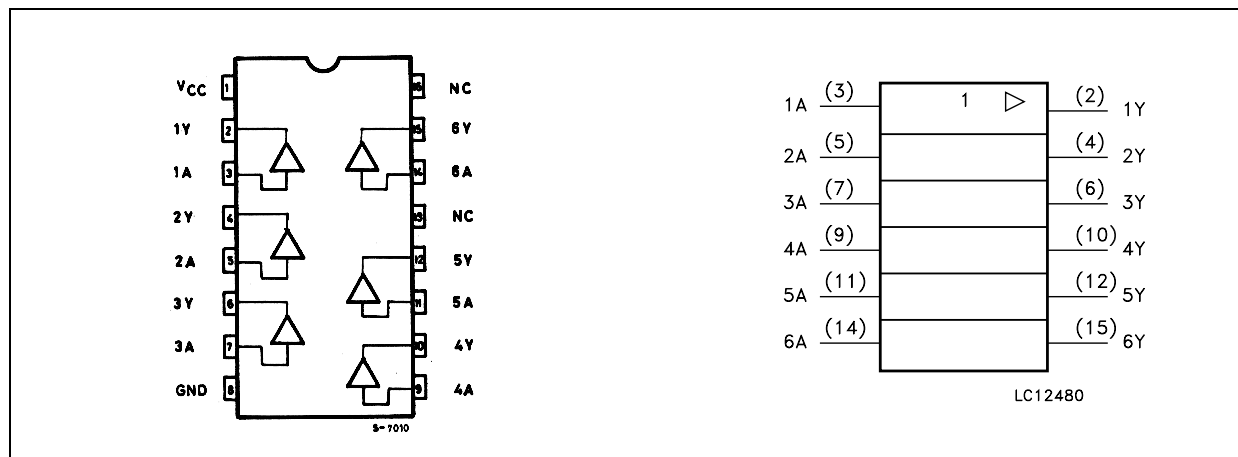 VCC 1 16 NC
1Y 2 15 6Y
1A 3 14 6A
2Y 4 13 NC
2A 5 12 5Y
3Y 6 11 5A
3A 7 10 4Y
GND 8 9 4A
S-7010
1A (3) 1 (2) 1Y
2A (5) (4) 2Y
3A (7) (6) 3Y
4A (9) (10) 4Y
5A (11) (12) 5Y
6A (14) (15) 6Y
LC12480